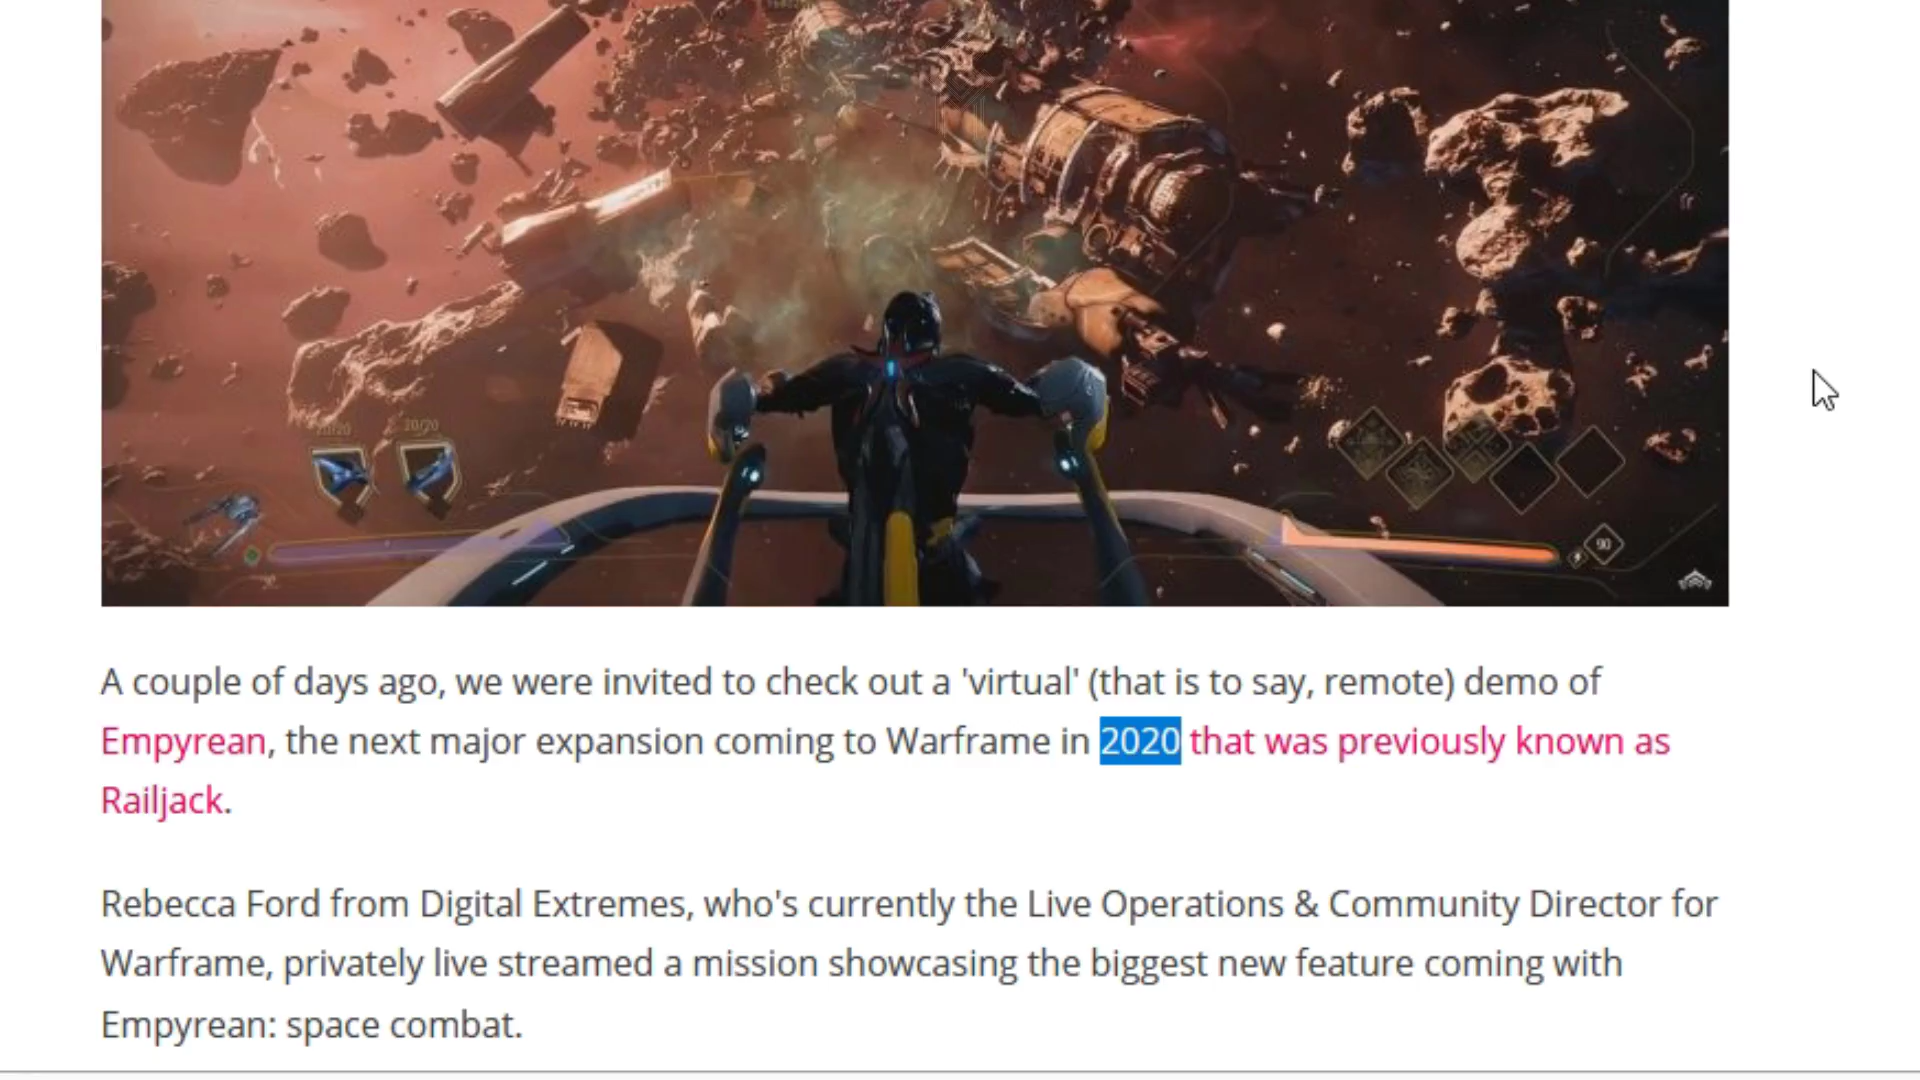 20/20
90
A couple of days ago, we were invited to check out a 'virtual' (that is to say, remote) demo of
Empyrean, the next major expansion coming to Warframe in 2020 that was previously known as
Railjack.
Rebecca Ford from Digital Extremes, who's currently the Live Operations & Community Director for
Warframe, privately live streamed a mission showcasing the biggest new feature coming with
Empyrean: space combat.